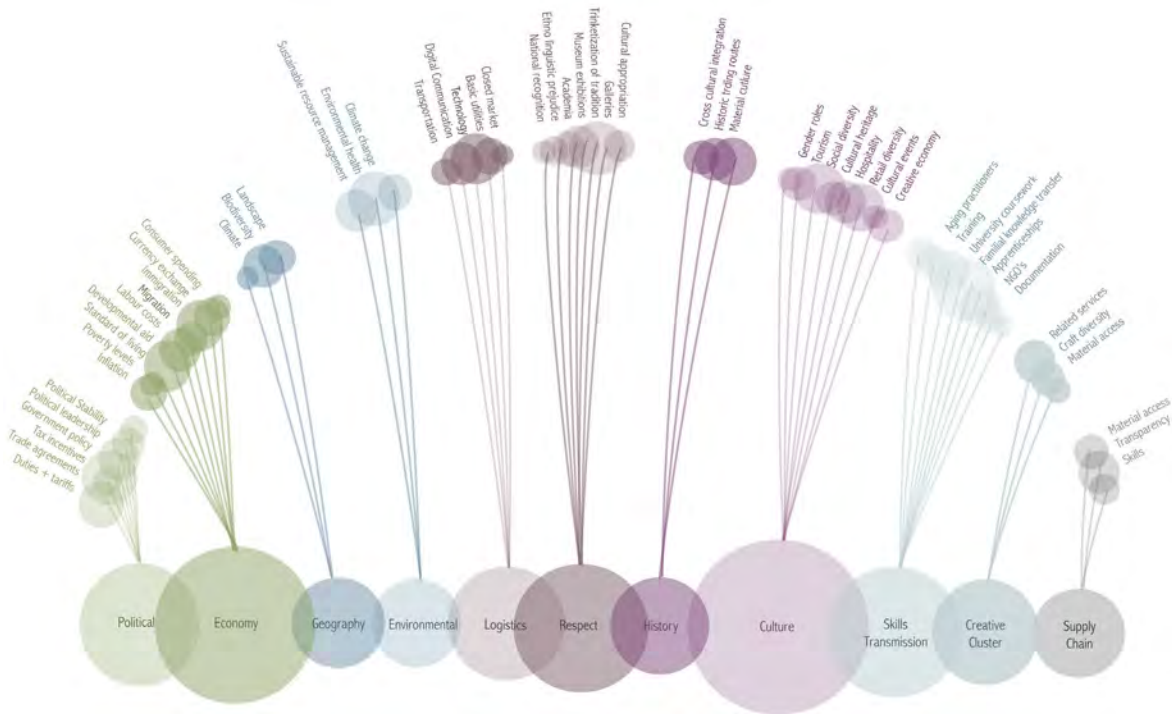 Political Stability
Political leadership
Government policy
Tax incentives
Trade agreements
Duties + tariffs
Consumer spending
Currency exchange
Immigration
Migration
Labour costs
Developmental aid
Standard of living
Poverty levels
Inflation
Landscape
Biodiversity
Climate
Climate change
Environmental health
Sustainable resource management
Closed market
Basic utilities
Technology
Digital Communication
Transportation
National recognition
Ethno linguistic prejudice
Academia
Museum exhibitions
Trinketization of tradition
Galleries
Cultural appropriation
Cross cultural integration
Historic trding routes
Material cutlure
Gender roles
Tourism
Social diversity
Cultural heritage
Hospitality
Retail diversity
Cultural events
Creative economy
Aging practitioners
Training
University coursework
Familial knowledge transfer
Apprenticeships
NGO's
Documentation
Related services
Craft diversity
Material access
Material access
Transparency
Skills
Political
Economy
Geography
Environmental
Logistics
Respect
History
Culture
Skills
Transmission
Creative
Cluster
Supply
Chain